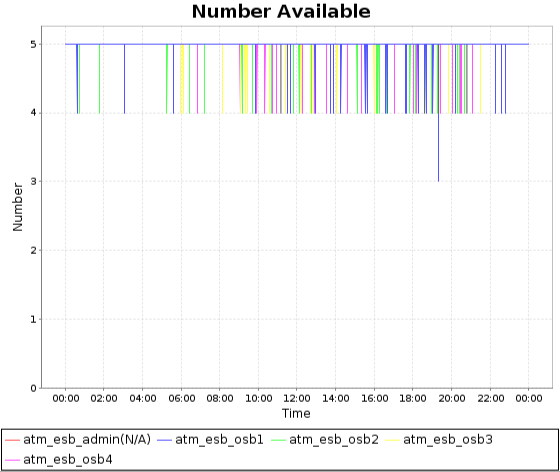 Number Available
5
4
3
2
1
0
Number
00:00 02:00 04:00 06:00 08:00 10:00 12:00 14:00 16:00 18:00 20:00 22:00 00:00
Time
atm_esb_admin(N/A) atm_esb_osb1 atm_esb_osb2 atm_esb_osb3
atm_esb_osb4